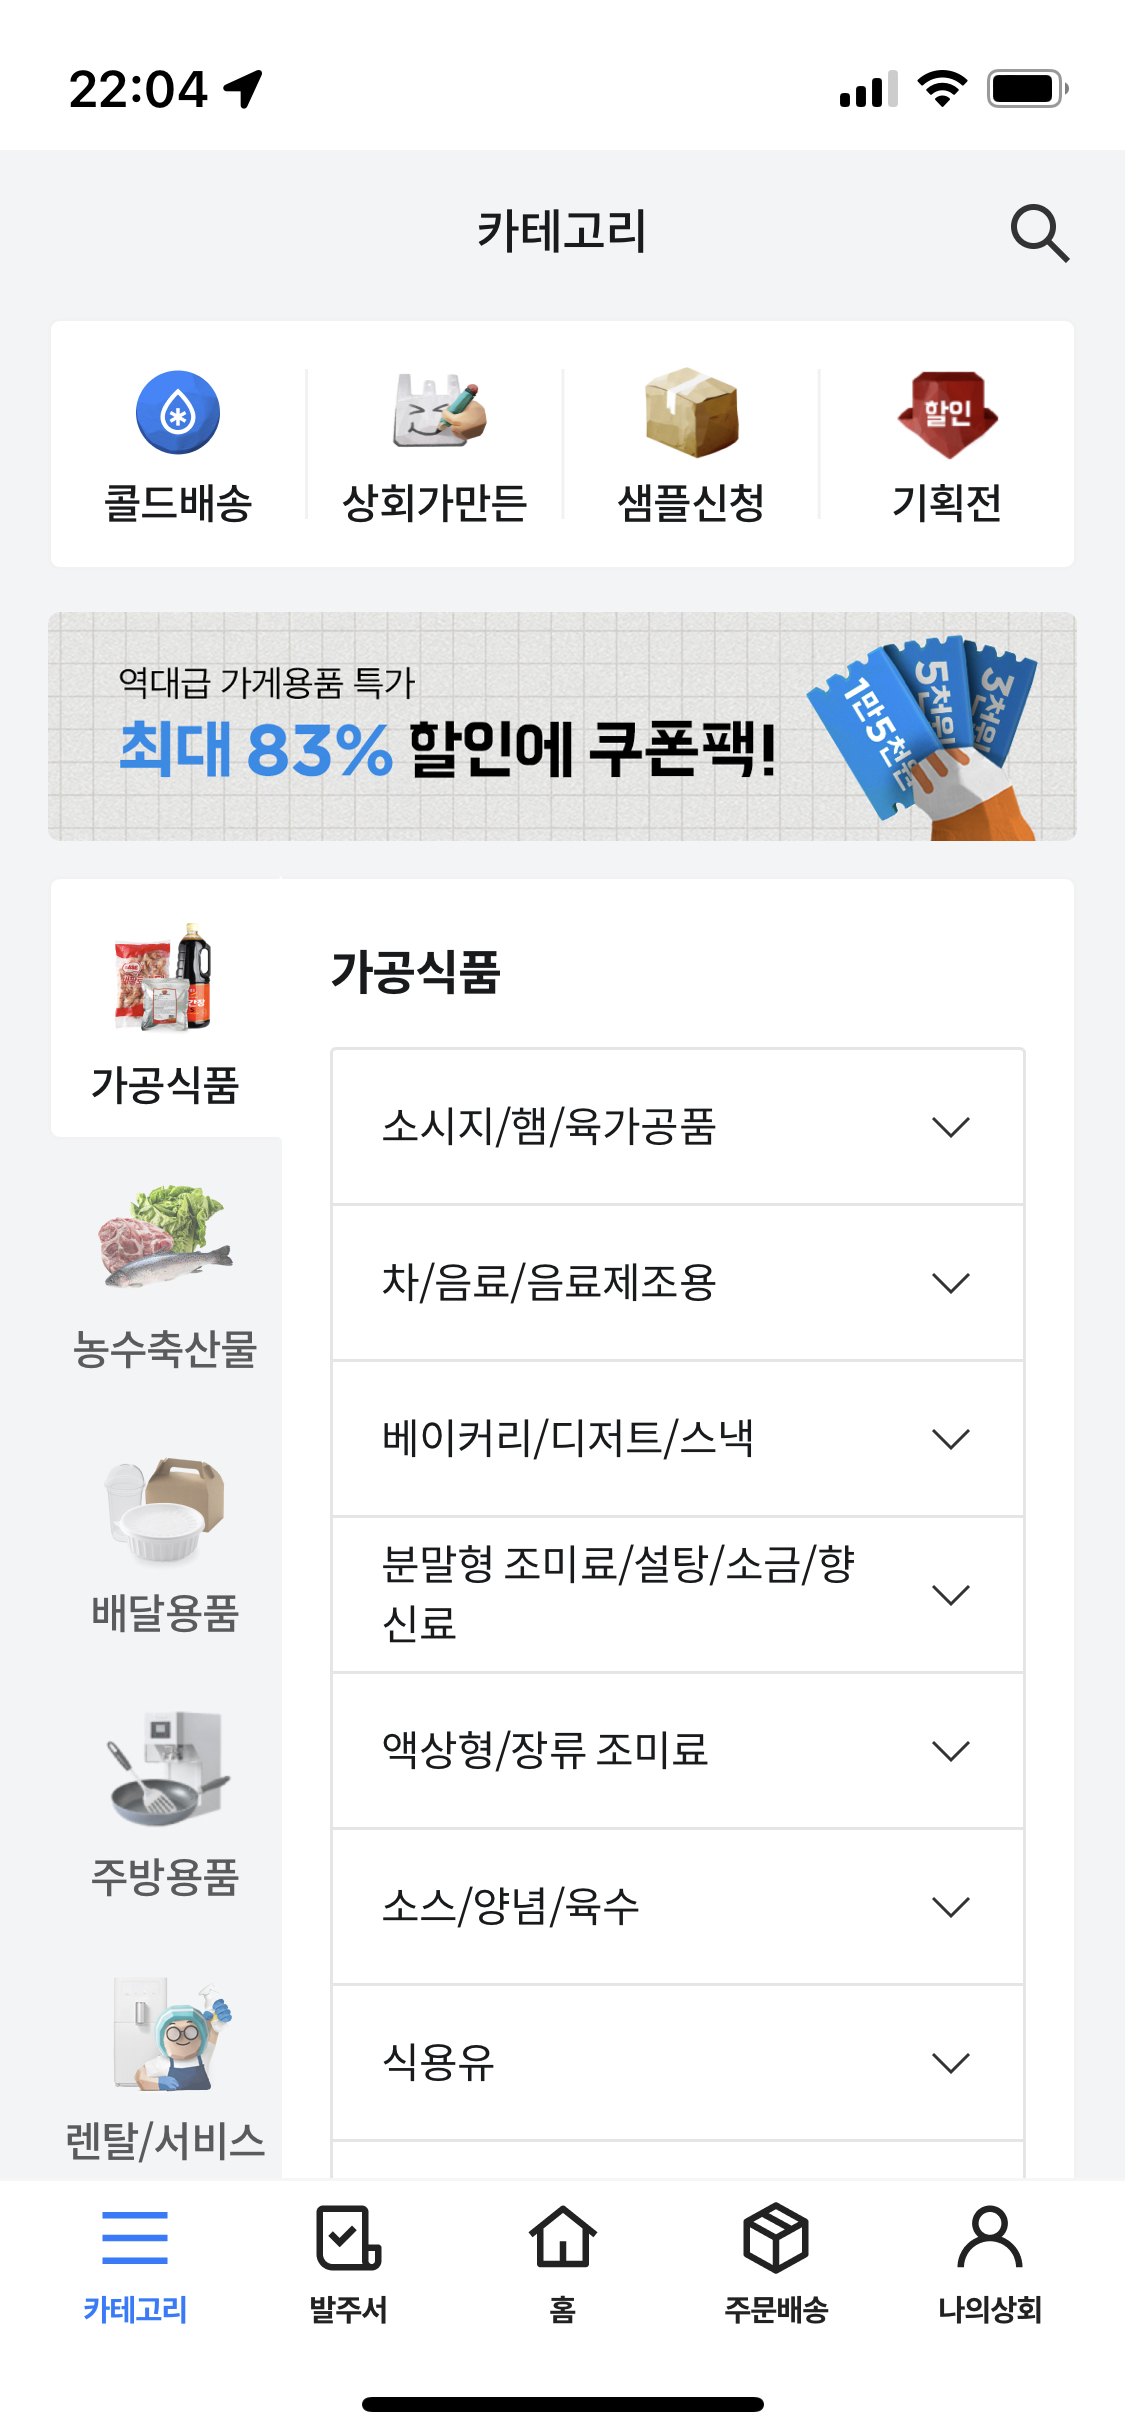 22:04
카테고리
할인
콜드배송
상회가만든
샘플신청
기획전
역대급 가게용품 특가
최대 83% 할인에 쿠폰팩!
1만5천원
5천원
3천원
간장
가공식품
가공식품
소시지/햄/육가공품
차/음료/음료제조용
베이커리/디저트/스낵
분말형 조미료/설탕/소금/향
신료
액상형/장류 조미료
소스/양념/육수
식용유
농수축산물
배달용품
주방용품
렌탈/서비스
카테고리
발주서
홈
주문배송
나의상회